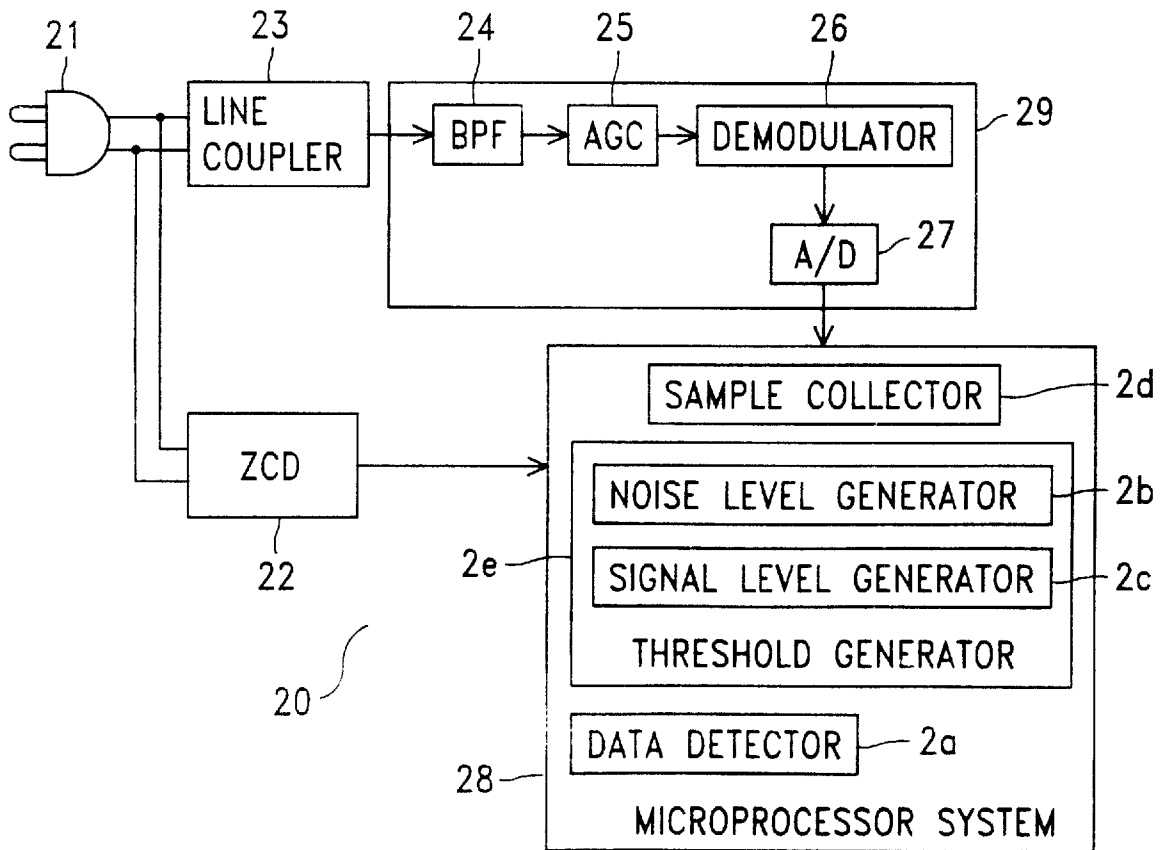 21
23
24
25
26
LINE
COUPLER
BPF
AGC
DEMODULATOR
29
A/D
27
SAMPLE COLLECTOR
2d
ZCD
22
NOISE LEVEL GENERATOR
2b
2e
SIGNAL LEVEL GENERATOR
2c
THRESHOLD GENERATOR
20
DATA DETECTOR
2a
28
MICROPROCESSOR SYSTEM